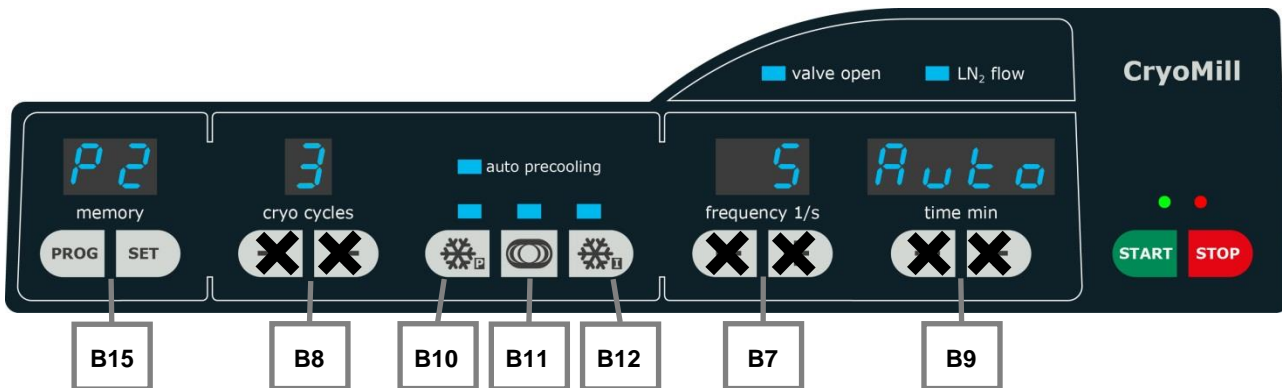 valve open LN₂ flow CryoMill
P2 3 auto precooling 5 Auto
memory cryo cycles frequency 1/s time min
PROG SET P I START STOP
B15 B8 B10 B11 B12 B7 B9